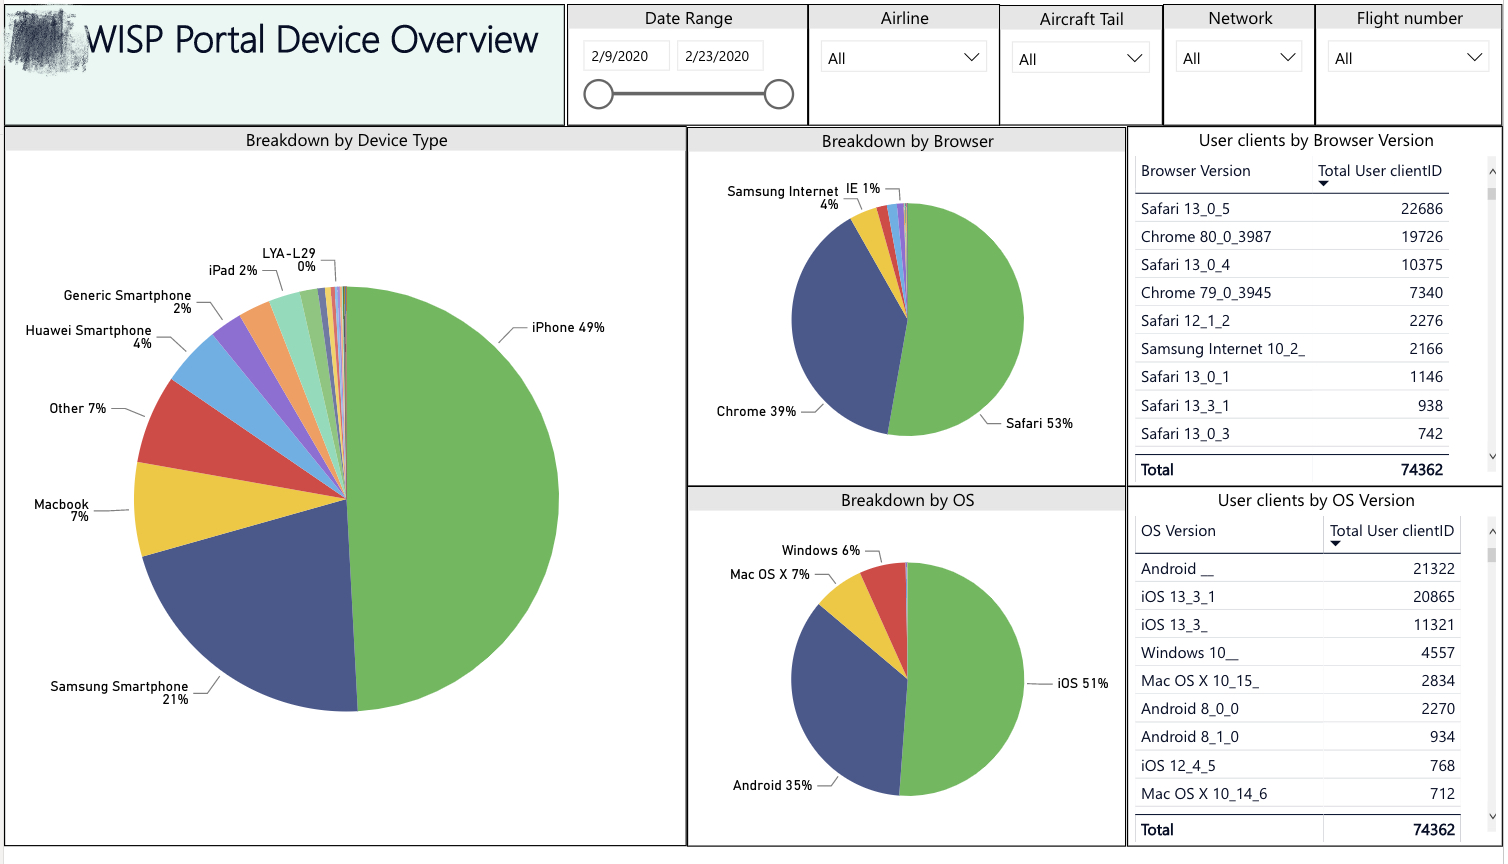 WISP Portal Device Overview
Date Range
2/9/2020 2/23/2020
Airline
All
Aircraft Tail
All
Network
All
Flight number
All
Breakdown by Device Type
LYA-L29
0%
iPad 2%
Generic Smartphone
2%
Huawei Smartphone
4%
Other 7%
Macbook
7%
Samsung Smartphone
21%
iPhone 49%
Breakdown by Browser
Samsung Internet
4%
IE 1%
Chrome 39%
Safari 53%
Breakdown by OS
Windows 6%
Mac OS X 7%
Android 35%
iOS 51%
User clients by Browser Version
Browser Version Total User clientID
Safari 13_0_5 22686
Chrome 80_0_3987 19726
Safari 13_0_4 10375
Chrome 79_0_3945 7340
Safari 12_1_2 2276
Samsung Internet 10_2_ 2166
Safari 13_0_1 1146
Safari 13_3_1 938
Safari 13_0_3 742
Total 74362
User clients by OS Version
OS Version Total User clientID
Android __ 21322
iOS 13_3_1 20865
iOS 13_3_ 11321
Windows 10__ 4557
Mac OS X 10_15_ 2834
Android 8_0_0 2270
Android 8_1_0 934
iOS 12_4_5 768
Mac OS X 10_14_6 712
Total 74362